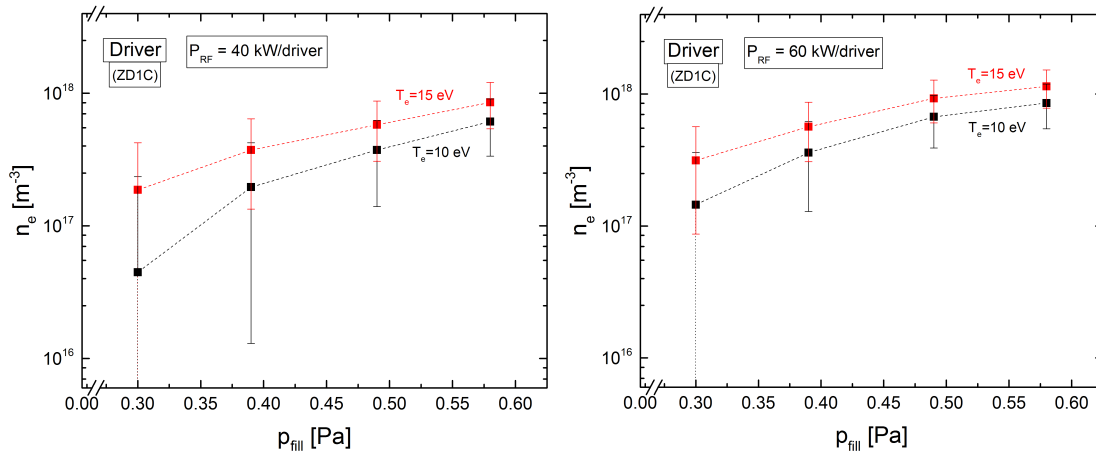 Driver
(ZD1C)
P_RF = 40 kW/driver
T_e=15 eV
T_e=10 eV
10^18
10^17
10^16
n_e [m^-3]
0.00 0.30 0.35 0.40 0.45 0.50 0.55 0.60
p_fill [Pa]
Driver
(ZD1C)
P_RF = 60 kW/driver
T_e=15 eV
T_e=10 eV
10^18
10^17
10^16
n_e [m^-3]
0.00 0.30 0.35 0.40 0.45 0.50 0.55 0.60
p_fill [Pa]